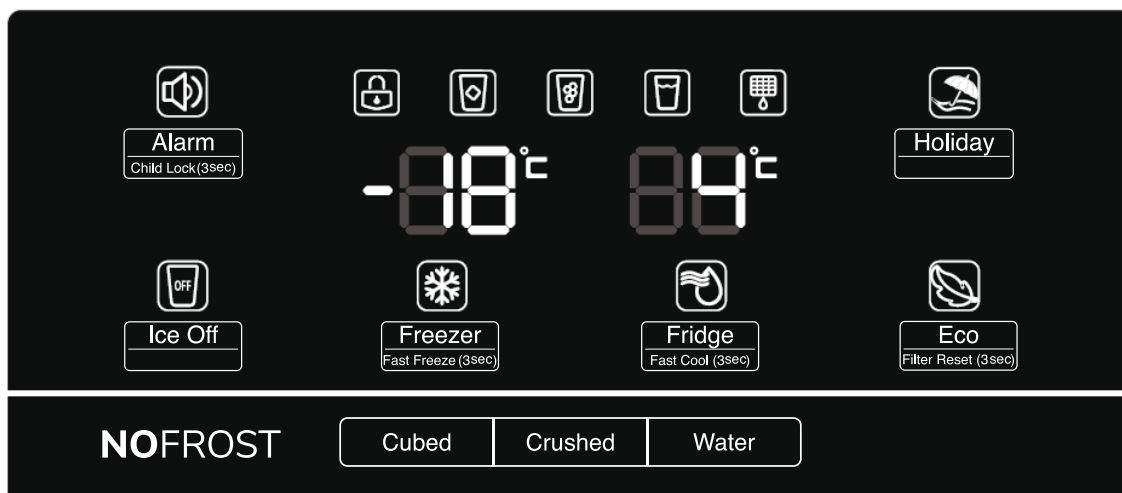 Alarm
Child Lock(3sec)
Holiday
-18°C
4°C
OFF
Ice Off
Freezer
Fast Freeze (3sec)
Fridge
Fast Cool (3sec)
Eco
Filter Reset (3sec)
NOFROST
Cubed
Crushed
Water